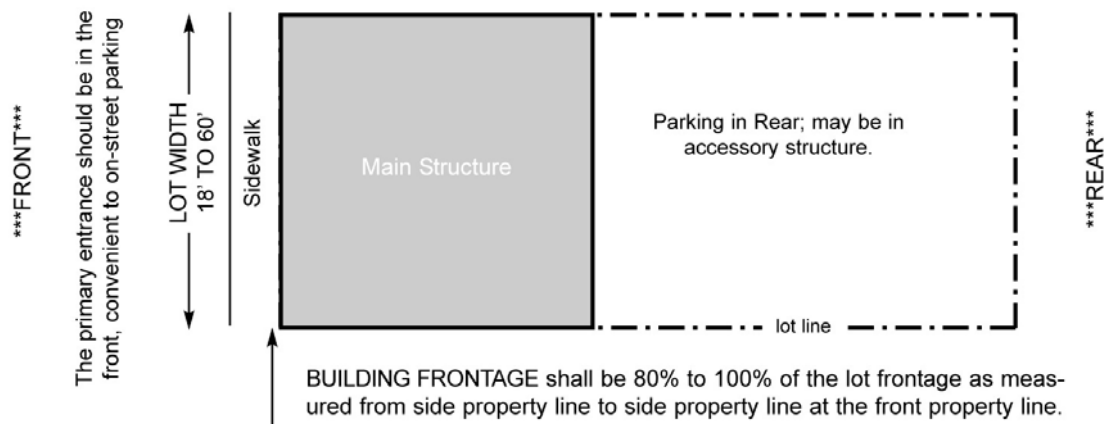 ***FRONT***
The primary entrance should be in the
front, convenient to on-street parking
LOT WIDTH
18' TO 60'
Sidewalk
Main Structure
Parking in Rear; may be in
accessory structure.
***REAR***
lot line
BUILDING FRONTAGE shall be 80% to 100% of the lot frontage as meas-
ured from side property line to side property line at the front property line.